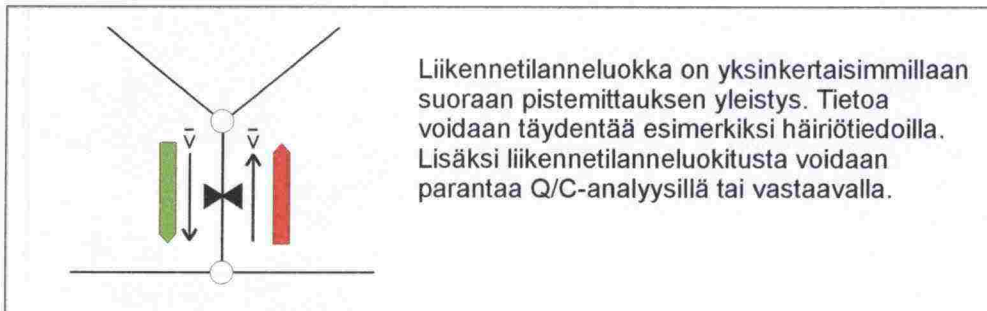 v̄ v̄
Liikennetilanneluokka on yksinkertaisimmillaan
suoraan pistemittauksen yleistys. Tietoa
voidaan täydentää esimerkiksi häiriötiedoilla.
Lisäksi liikennetilanneluokitusta voidaan
parantaa Q/C-analyysillä tai vastaavalla.